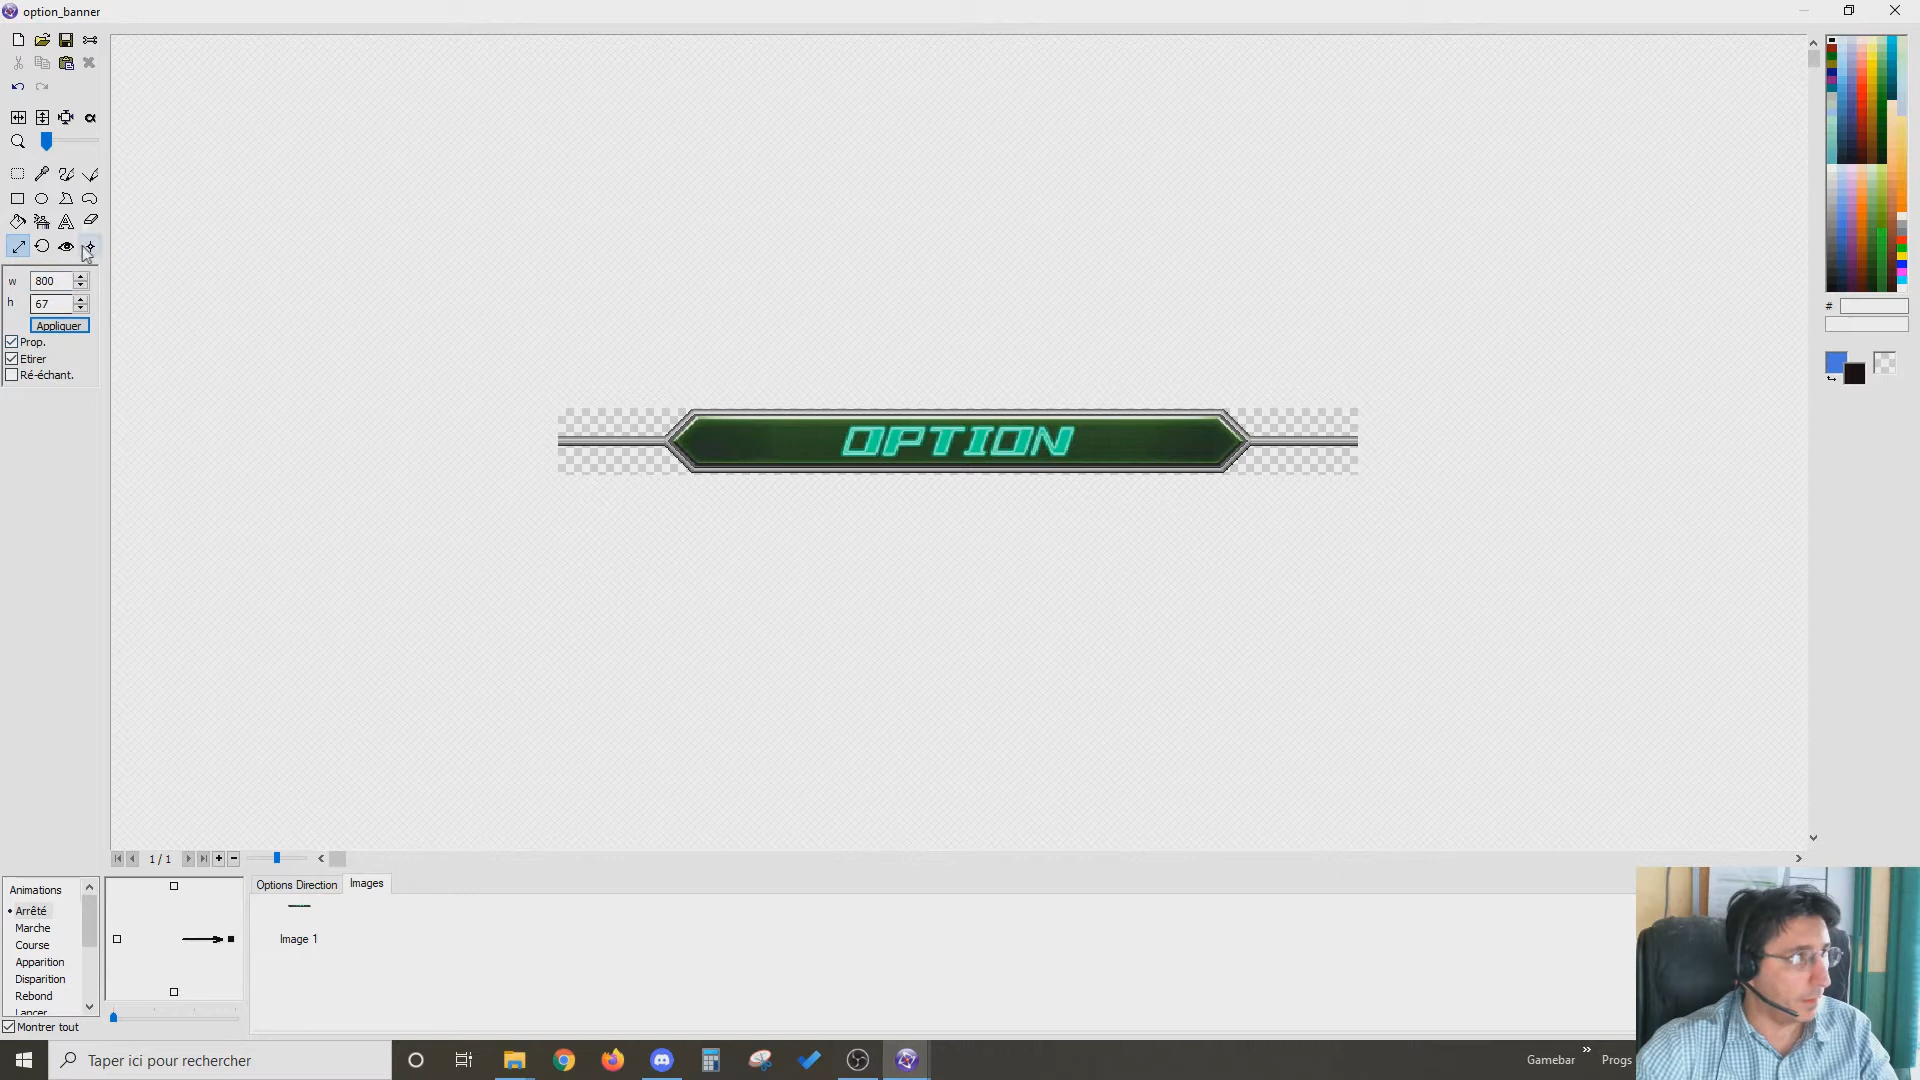 option_banner
w 800
h 67
Appliquer
Prop.
Etirer
Ré-échant.
#
OPTION
1 / 1
Animations
Arrêté
Marche
Course
Apparition
Disparition
Rebond
Lancer
Montrer tout
Options Direction
Images
Image 1
Taper ici pour rechercher
Gamebar
Progs